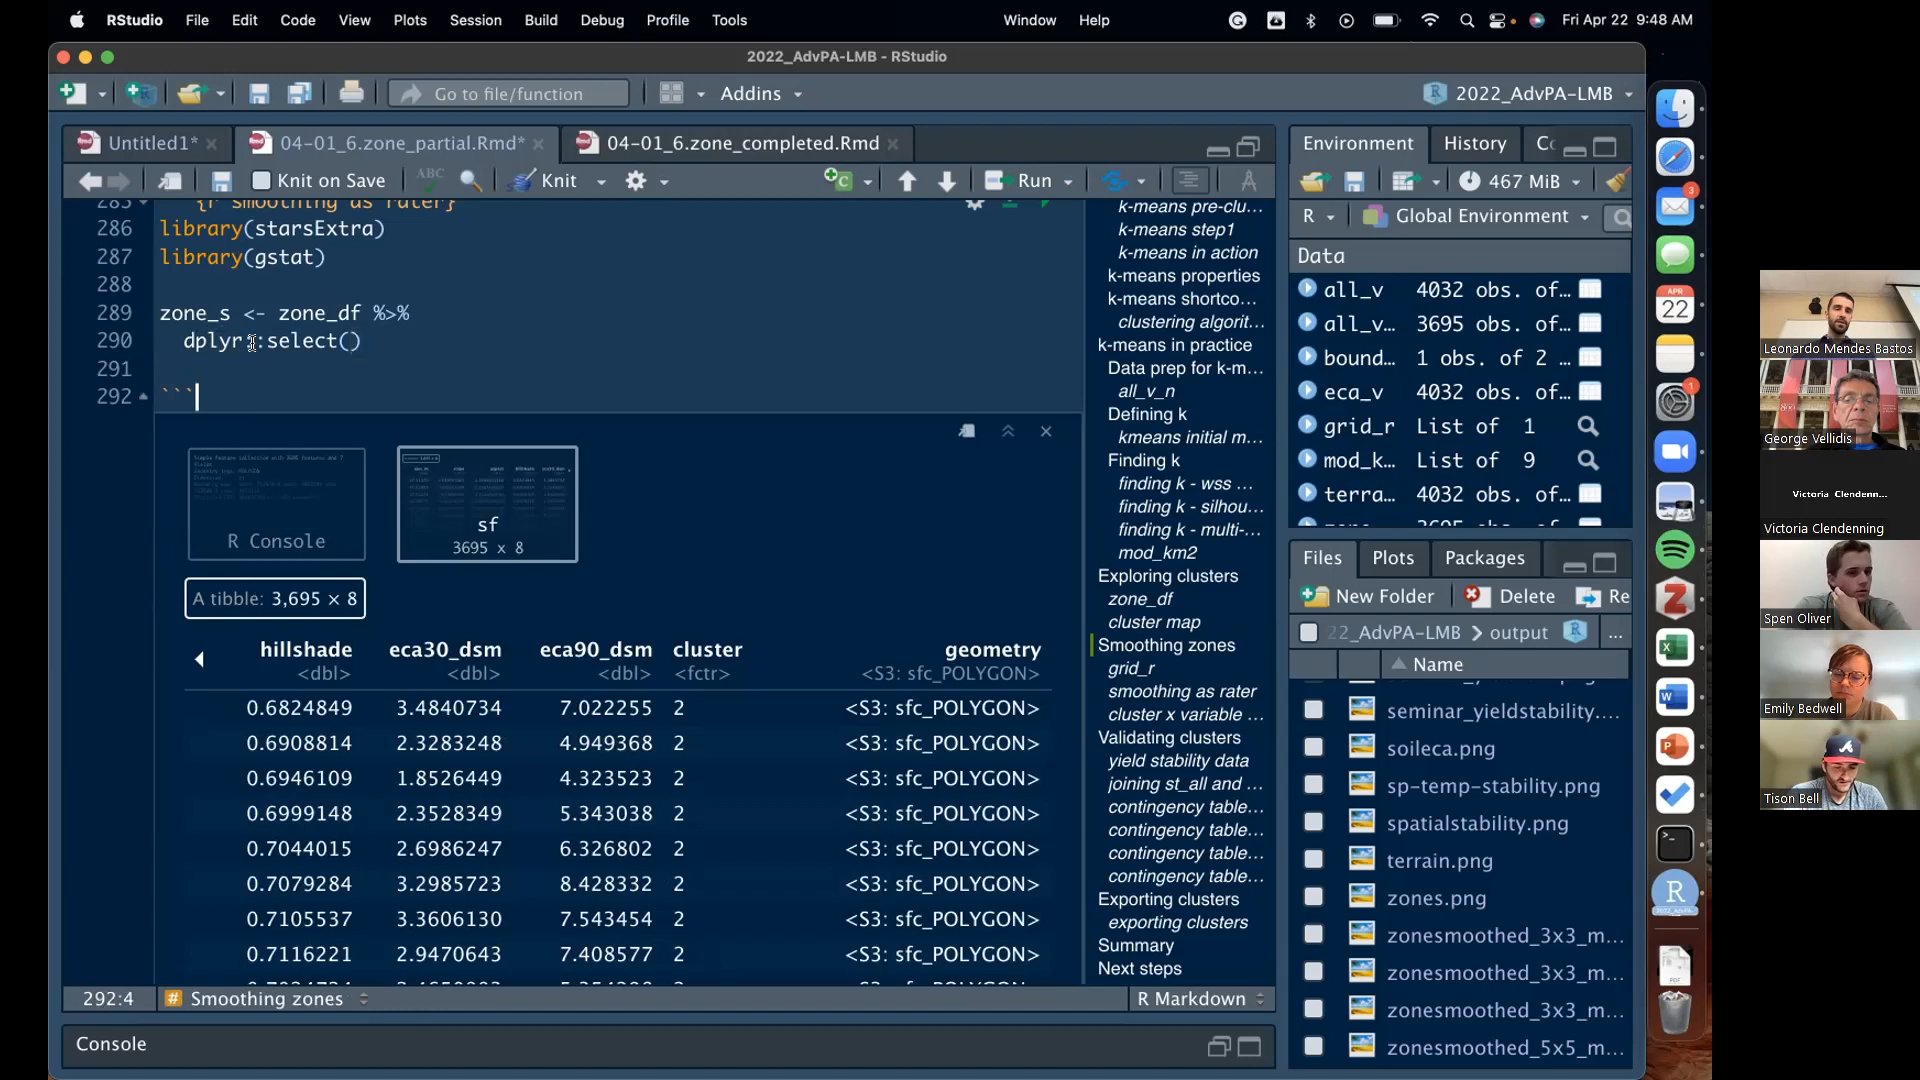 RStudio File Edit Code View Plots Session Build Debug Profile Tools Window Help Fri Apr 22 9:48 AM
2022_AdvPA-LMB - RStudio
Go to file/function Addins 2022_AdvPA-LMB
Untitled1* 04-01_6.zone_partial.Rmd* 04-01_6.zone_completed.Rmd
Knit on Save ABC Knit Run
285 {r smoothing as rater}
286 library(starsExtra)
287 library(gstat)
288
289 zone_s <- zone_df %>%
290 dplyr::select()
291
292 ```
R Console
sf
3695 x 8
A tibble: 3,695 × 8
hillshade eca30_dsm eca90_dsm cluster geometry
<dbl> <dbl> <dbl> <fctr> <S3: sfc_POLYGON>
0.6824849 3.4840734 7.022255 2 <S3: sfc_POLYGON>
0.6908814 2.3283248 4.949368 2 <S3: sfc_POLYGON>
0.6946109 1.8526449 4.323523 2 <S3: sfc_POLYGON>
0.6999148 2.3528349 5.343038 2 <S3: sfc_POLYGON>
0.7044015 2.6986247 6.326802 2 <S3: sfc_POLYGON>
0.7079284 3.2985723 8.428332 2 <S3: sfc_POLYGON>
0.7105537 3.3606130 7.543454 2 <S3: sfc_POLYGON>
0.7116221 2.9470643 7.408577 2 <S3: sfc_POLYGON>
292:4 # Smoothing zones R Markdown
Console
k-means pre-clu...
k-means step1
k-means in action
k-means properties
k-means shortco...
clustering algorit...
k-means in practice
Data prep for k-m...
all_v_n
Defining k
kmeans initial m...
Finding k
finding k - wss ...
finding k - silhou...
finding k - multi-...
mod_km2
Exploring clusters
zone_df
cluster map
Smoothing zones
grid_r
smoothing as rater
cluster x variable ...
Validating clusters
yield stability data
joining st_all and ...
contingency table...
contingency table...
contingency table...
contingency table...
Exporting clusters
exporting clusters
Summary
Next steps
Environment History
467 MiB
R Global Environment
Data
all_v 4032 obs. of...
all_v... 3695 obs. of...
bound... 1 obs. of 2 ...
eca_v 4032 obs. of...
grid_r List of 1
mod_k... List of 9
terra... 4032 obs. of...
Files Plots Packages
New Folder Delete Re
22_AdvPA-LMB output ...
Name
seminar_yieldstability....
soileca.png
sp-temp-stability.png
spatialstability.png
terrain.png
zones.png
zonesmoothed_3x3_m...
zonesmoothed_3x3_m...
zonesmoothed_3x3_m...
zonesmoothed_5x5_m...
3
APR
22
1
Leonardo Mendes Bastos
George Vellidis
Victoria Clendenn...
Victoria Clendenning
Spen Oliver
Emily Bedwell
Tison Bell